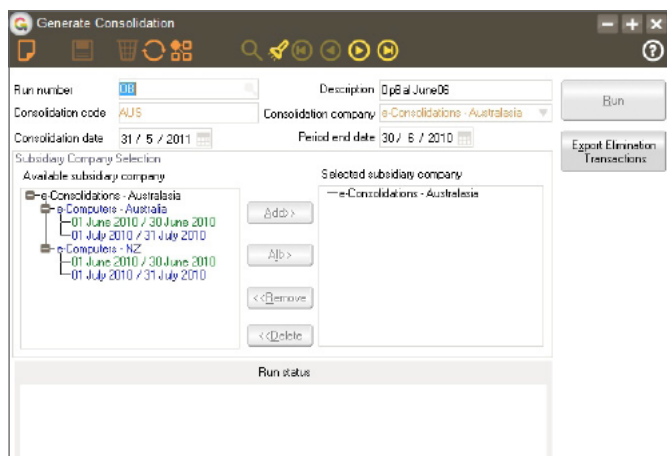 Generate Consolidation
Run number OB Description OpBal June06
Consolidation code AUS Consolidation company e-Consolidations - Australasia
Consolidation date 31 / 5 / 2011 Period end date 30 / 6 / 2010
Run
Export Elimination
Transactions
Subsidiary Company Selection
Available subsidiary company
e-Consolidations - Australasia
e-Computers - Australia
01 June 2010 / 30 June 2010
01 July 2010 / 31 July 2010
e-Computers - NZ
01 June 2010 / 30 June 2010
01 July 2010 / 31 July 2010
Add>>
All>>
<<Remove
<<Delete
Selected subsidiary company
e-Consolidations - Australasia
Run status